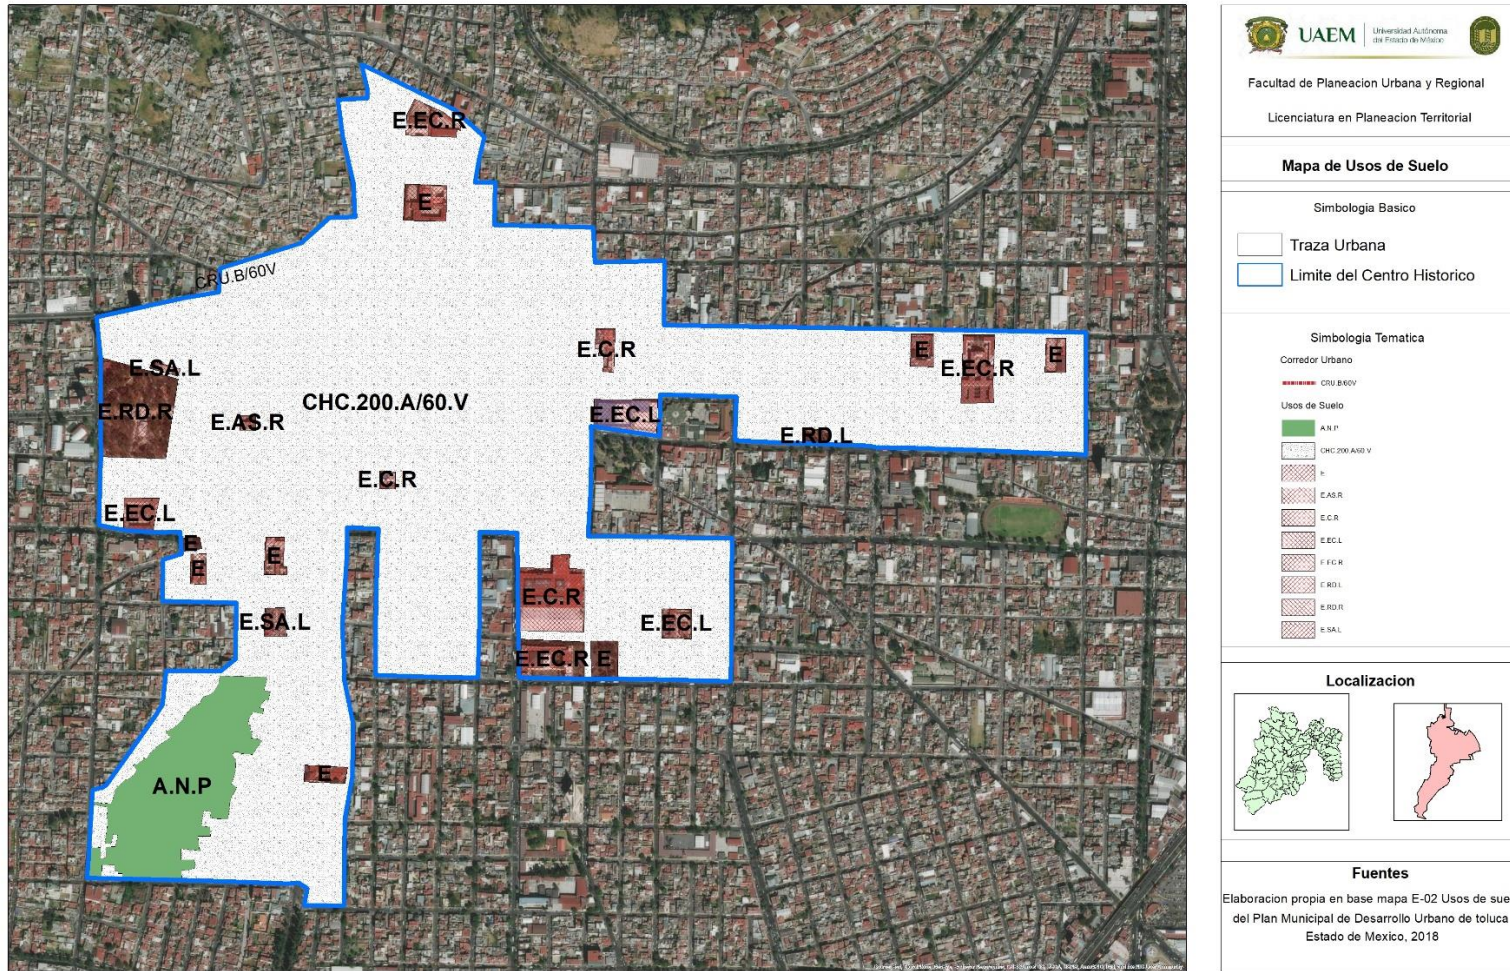 E.EC.R
E
CRU.B/60V
E.C.R
E
E.EC.R
E
E.SA.L
E.RD.R
E.AS.R
CHC.200.A/60.V
E.EC.L
E.RD.L
E.C.R
E.EC.L
E
E
E
E.C.R
E.SA.L
E.EC.L
E.EC.R
E
A.N.P
E
UAEM
Universidad Autónoma
del Estado de México
Facultad de Planeacion Urbana y Regional
Licenciatura en Planeacion Territorial
Mapa de Usos de Suelo
Simbologia Basico
Traza Urbana
Limite del Centro Historico
Simbologia Tematica
Corredor Urbano
CRU.B/60V
Usos de Suelo
A.N.P
CHC.200.A/60.V
E
E.AS.R
E.C.R
E.EC.L
E.EC.R
E.RD.L
E.RD.R
E.SA.L
Localizacion
Fuentes
Elaboracion propia en base mapa E-02 Usos de sue
del Plan Municipal de Desarrollo Urbano de toluca
Estado de Mexico, 2018